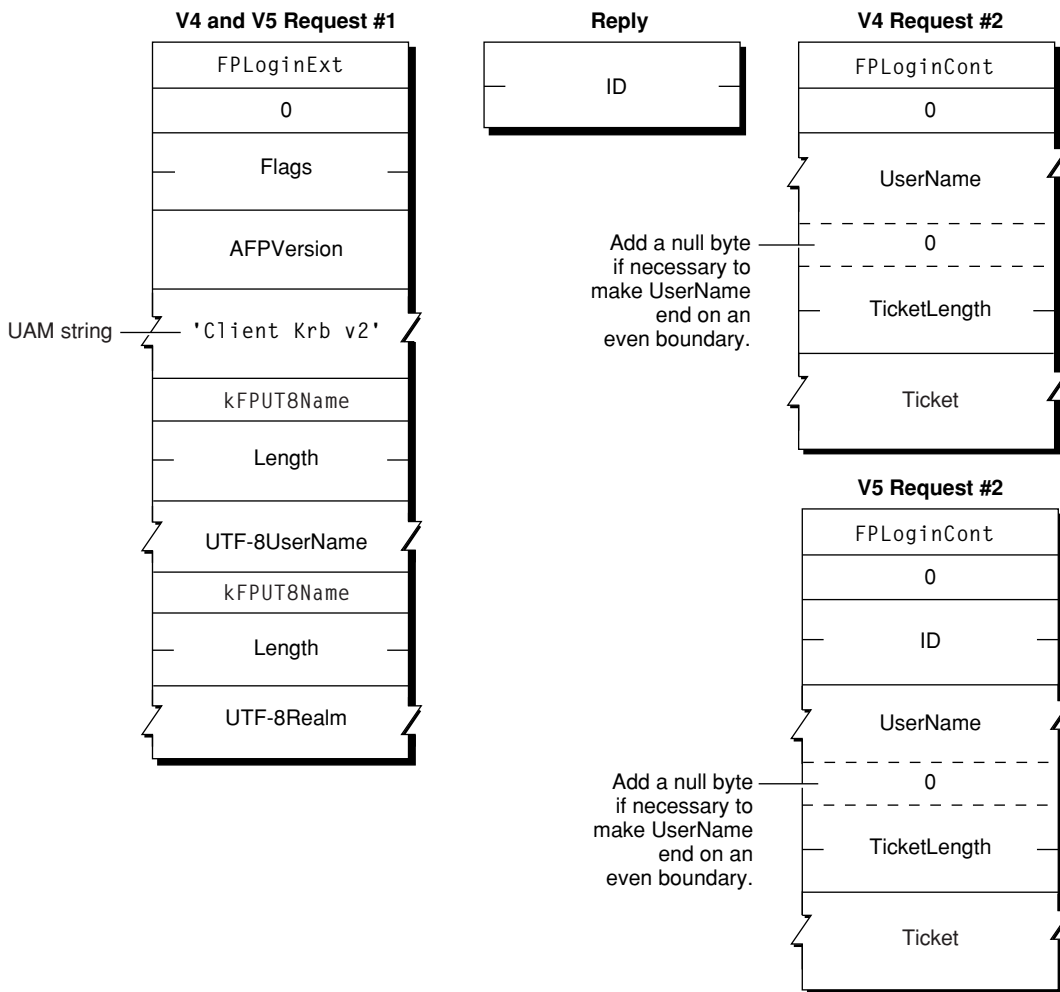 V4 and V5 Request #1
FPLoginExt
0
Flags
AFPVersion
UAM string
'Client Krb v2'
kFPUT8Name
Length
UTF-8UserName
kFPUT8Name
Length
UTF-8Realm
Reply
ID
V4 Request #2
FPLoginCont
0
UserName
Add a null byte
if necessary to
make UserName
end on an
even boundary.
0
TicketLength
Ticket
V5 Request #2
FPLoginCont
0
ID
UserName
Add a null byte
if necessary to
make UserName
end on an
even boundary.
0
TicketLength
Ticket